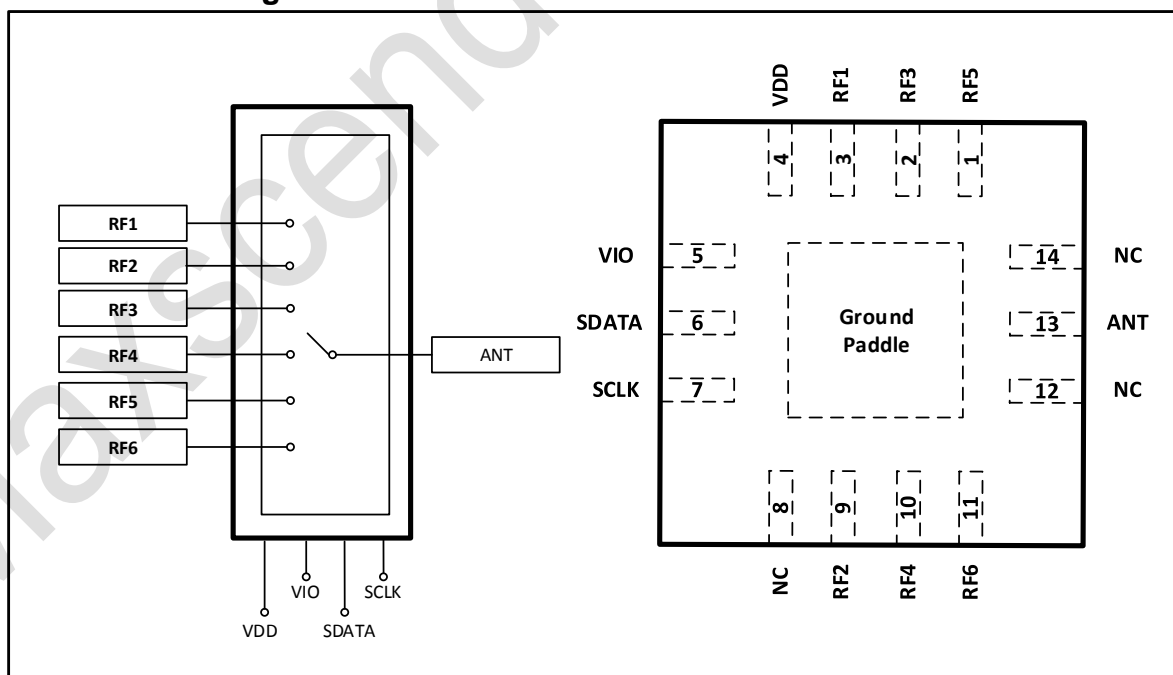 RF1
RF2
RF3
RF4
RF5
RF6
ANT
VDD
VIO
SDATA
SCLK
VDD
RF1
RF3
RF5
4
3
2
1
VIO
5
14
NC
SDATA
6
Ground
Paddle
13
ANT
SCLK
7
12
NC
8
9
10
11
NC
RF2
RF4
RF6